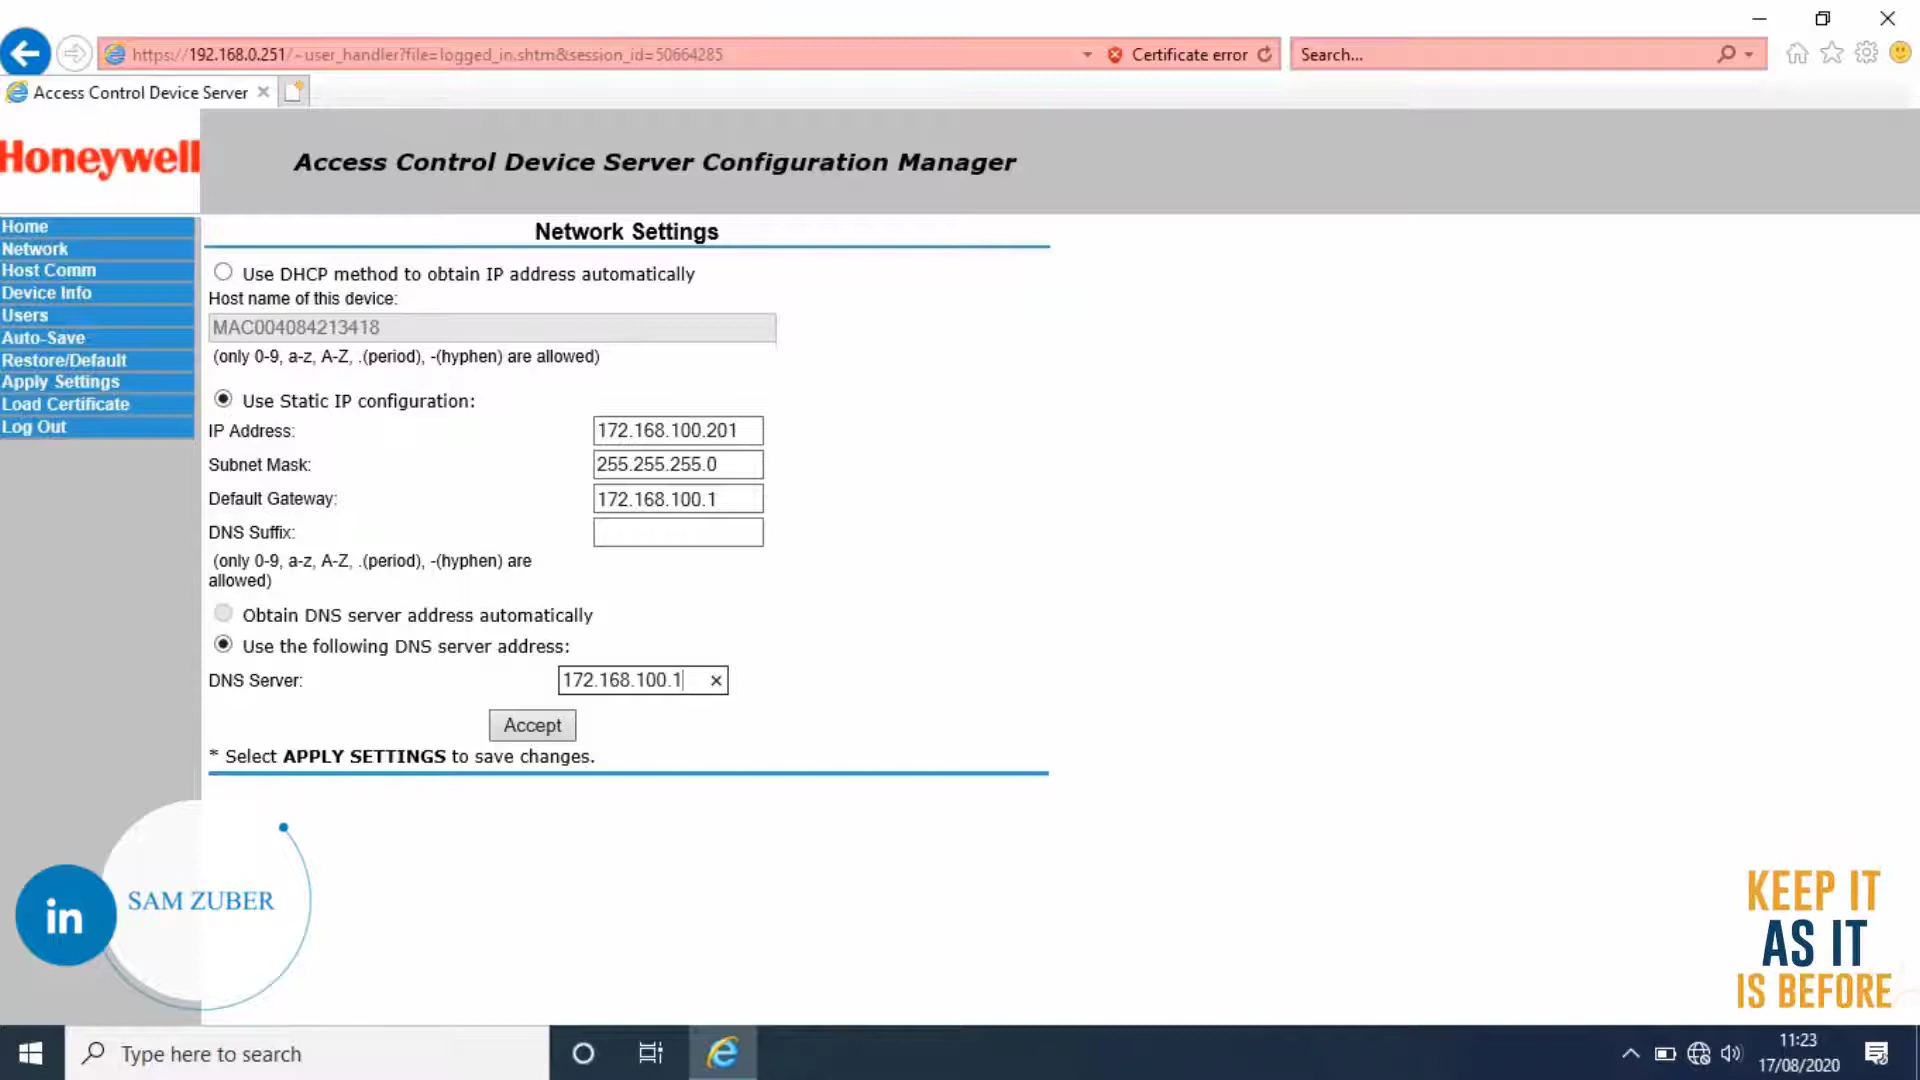 https://192.168.0.251/~user_handler?file=logged_in.shtm&session_id=50664285
Certificate error
Search...
Access Control Device Server
Honeywell
Access Control Device Server Configuration Manager
Home
Network
Host Comm
Device Info
Users
Auto-Save
Restore/Default
Apply Settings
Load Certificate
Log Out
Network Settings
Use DHCP method to obtain IP address automatically
Host name of this device:
MAC004084213418
(only 0-9, a-z, A-Z, .(period), -(hyphen) are allowed)
Use Static IP configuration:
IP Address: 172.168.100.201
Subnet Mask: 255.255.255.0
Default Gateway: 172.168.100.1
DNS Suffix:
(only 0-9, a-z, A-Z, .(period), -(hyphen) are
allowed)
Obtain DNS server address automatically
Use the following DNS server address:
DNS Server: 172.168.100.1
Accept
* Select APPLY SETTINGS to save changes.
in
SAM ZUBER
KEEP IT
AS IT
IS BEFORE
Type here to search
11:23
17/08/2020